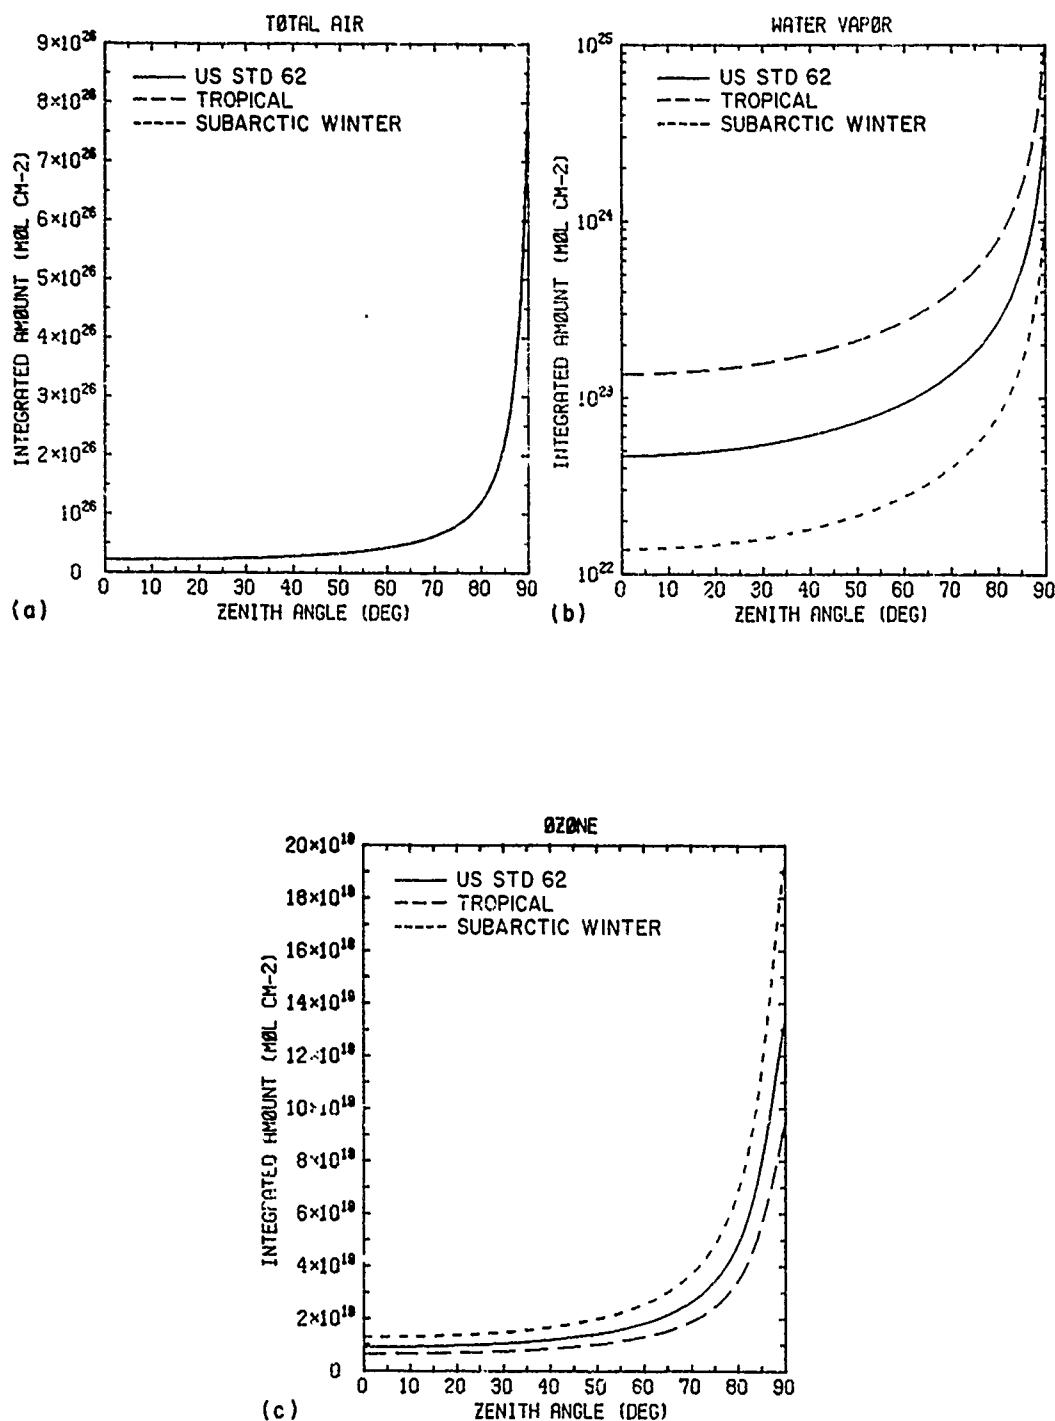 TØTAL AIR
9×10²⁶
8×10²⁶
7×10²⁶
6×10²⁶
5×10²⁶
4×10²⁶
3×10²⁶
2×10²⁶
10²⁶
0
INTEGRATED AMØUNT (MØL CM-2)
US STD 62
TROPICAL
SUBARCTIC WINTER
0 10 20 30 40 50 60 70 80 90
ZENITH ANGLE (DEG)
(a)
WATER VAPØR
10²⁵
10²⁴
10²³
10²²
INTEGRATED AMØUNT (MØL CM-2)
US STD 62
TROPICAL
SUBARCTIC WINTER
0 10 20 30 40 50 60 70 80 90
ZENITH ANGLE (DEG)
(b)
ØZØNE
20×10¹⁸
18×10¹⁸
16×10¹⁸
14×10¹⁸
12×10¹⁸
10×10¹⁸
8×10¹⁸
6×10¹⁸
4×10¹⁸
2×10¹⁸
0
INTEGRATED AMØUNT (MØL CM-2)
US STD 62
TROPICAL
SUBARCTIC WINTER
0 10 20 30 40 50 60 70 80 90
ZENITH ANGLE (DEG)
(c)